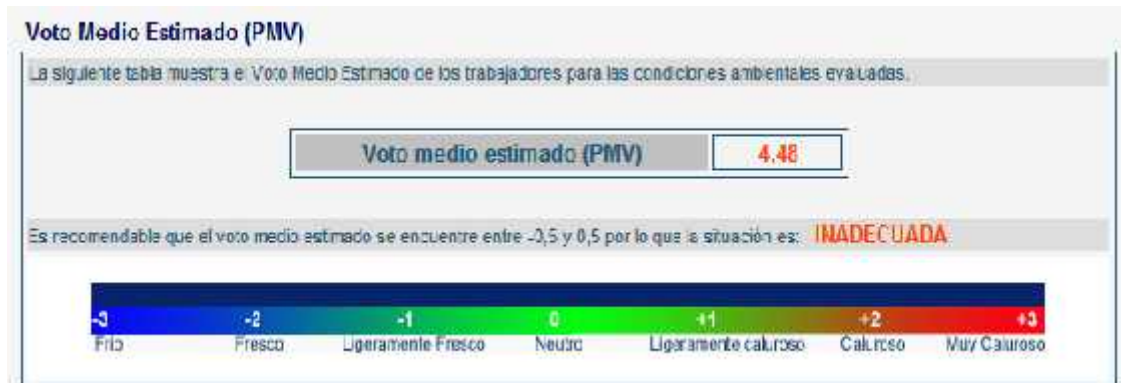 Voto Medio Estimado (PMV)
La siguiente tabla muestra el Voto Medio Estimado de los trabajadores para las condiciones ambientales evaluadas.
Voto medio estimado (PMV) 4,48
Es recomendable que el voto medio estimado se encuentre entre -0,5 y 0,5 por lo que la situación es: INADECUADA
-3 -2 -1 0 +1 +2 +3
Frío Fresco Ligeramente Fresco Neutro Ligeramente caluroso Caluroso Muy Caluroso